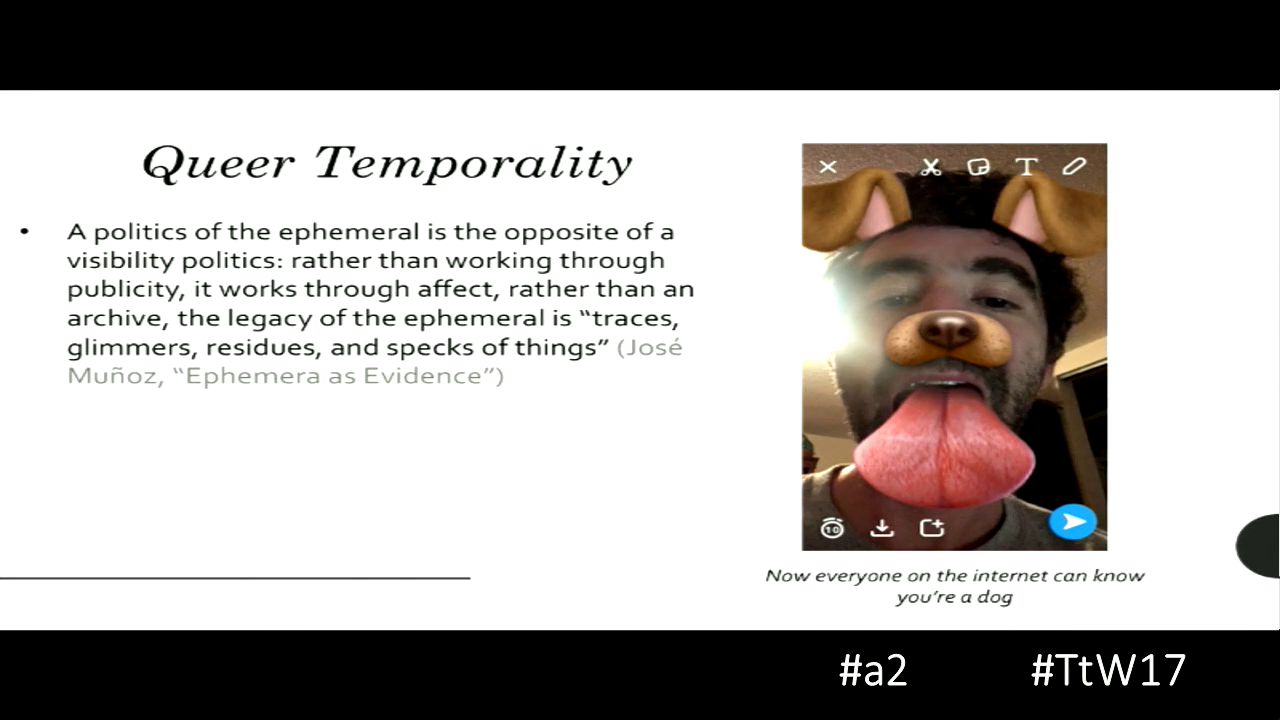 Queer Temporality
• A politics of the ephemeral is the opposite of a
visibility politics: rather than working through
publicity, it works through affect, rather than an
archive, the legacy of the ephemeral is “traces,
glimmers, residues, and specks of things” (José
Muñoz, “Ephemera as Evidence”)
T
10
Now everyone on the internet can know
you’re a dog
#a2 #TtW17